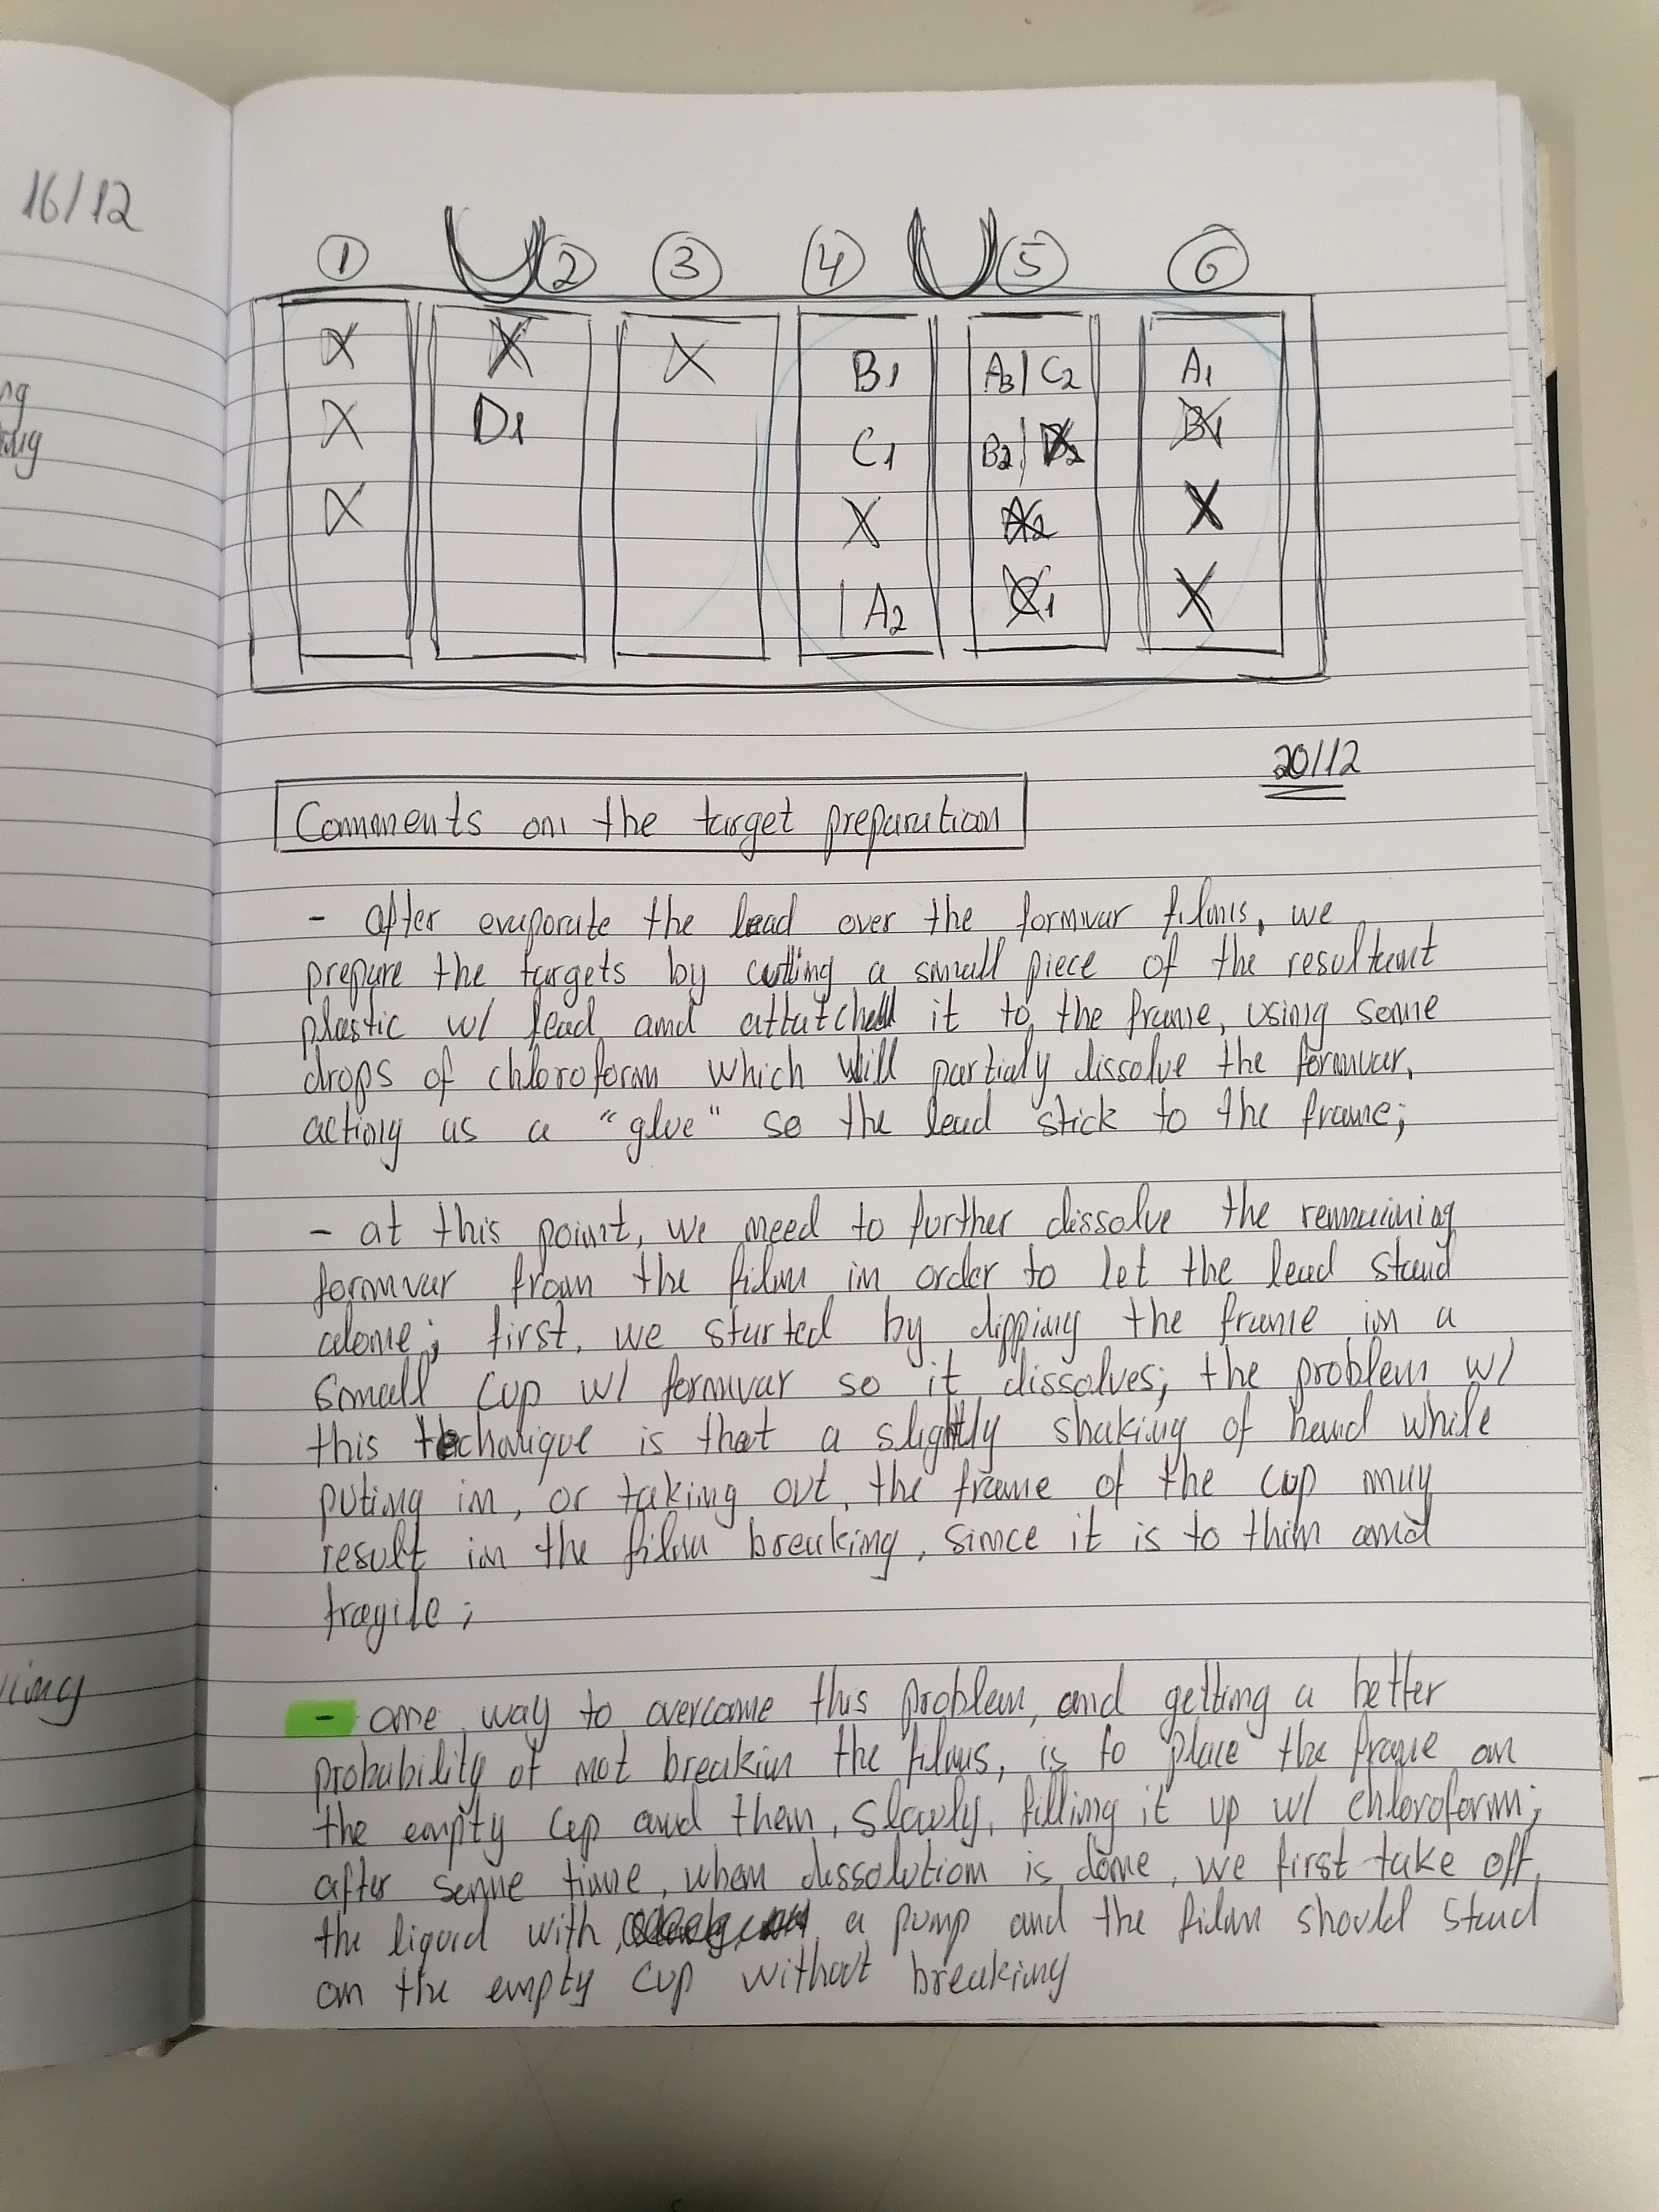 16/12
ng
ing
① ② ③ ④ ⑤ ⑥
X X X B1 A3/C2 A1
X D1 C1 B2/ B1
X X A2 X
| A2 C1 X
20/12
Comments on the target preparation
- after evaporate the lead over the formvar films, we
prepare the targets by cutting a small piece of the resultant
plastic w/ lead and attatched it to the frame, using some
drops of chloroform which will partialy dissolve the formvar,
acting as a "glue" so the lead stick to the frame;
- at this point, we need to further dissolve the remaining
formvar from the film in order to let the lead stand
alone; first, we started by dipping the frame in a
small cup w/ formvar so it dissolves; the problem w/
this technique is that a slightly shaking of hand while
puting in, or taking out, the frame of the cup may
result in the film breaking, since it is to thin and
fragile;
- one way to overcome this problem, and getting a better
probability of not breakin the films, is to place the frame on
the empty cup and then, slowly, filling it up w/ chloroform;
after some time, when dissolution is done, we first take off
the liquid with a pump and the film should stand
on the empty cup without breaking
ing